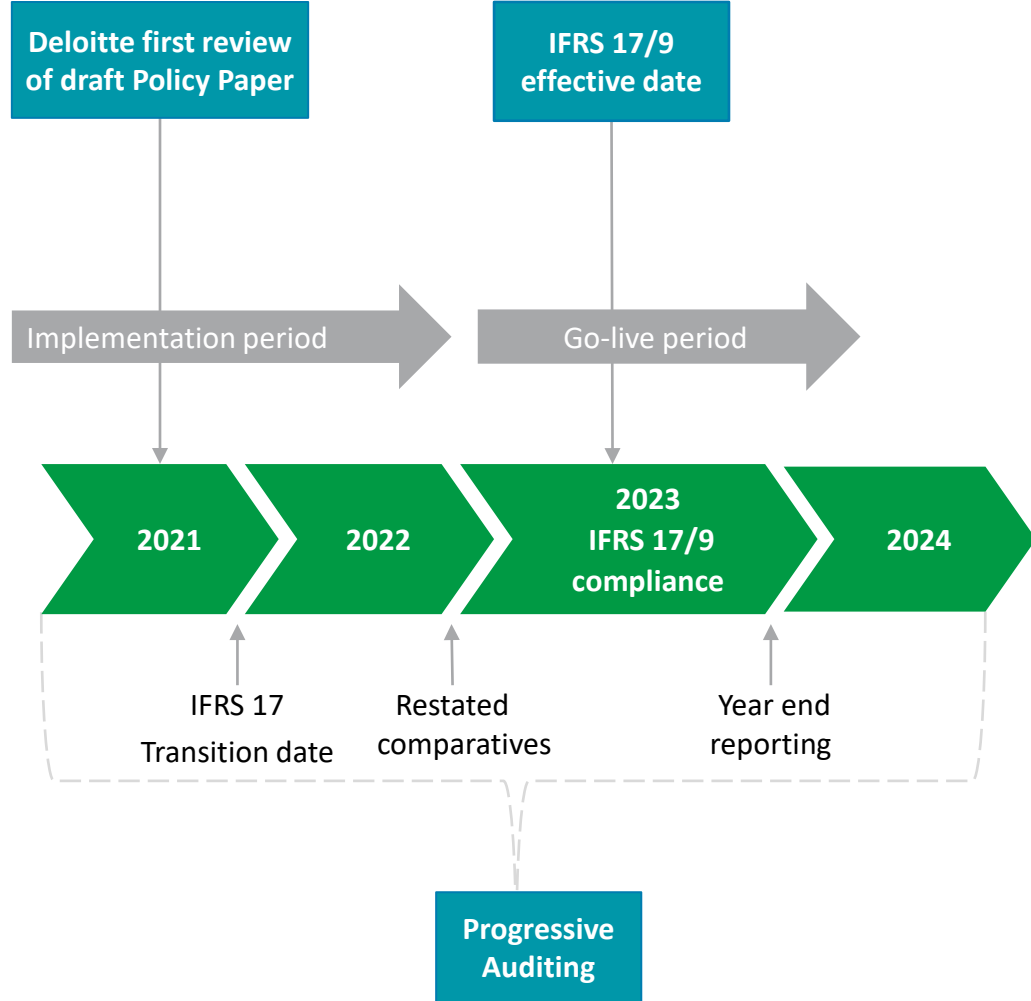 Deloitte first review
of draft Policy Paper
IFRS 17/9
effective date
Implementation period
Go-live period
2021
2022
2023
IFRS 17/9
compliance
2024
IFRS 17
Transition date
Restated
comparatives
Year end
reporting
Progressive
Auditing